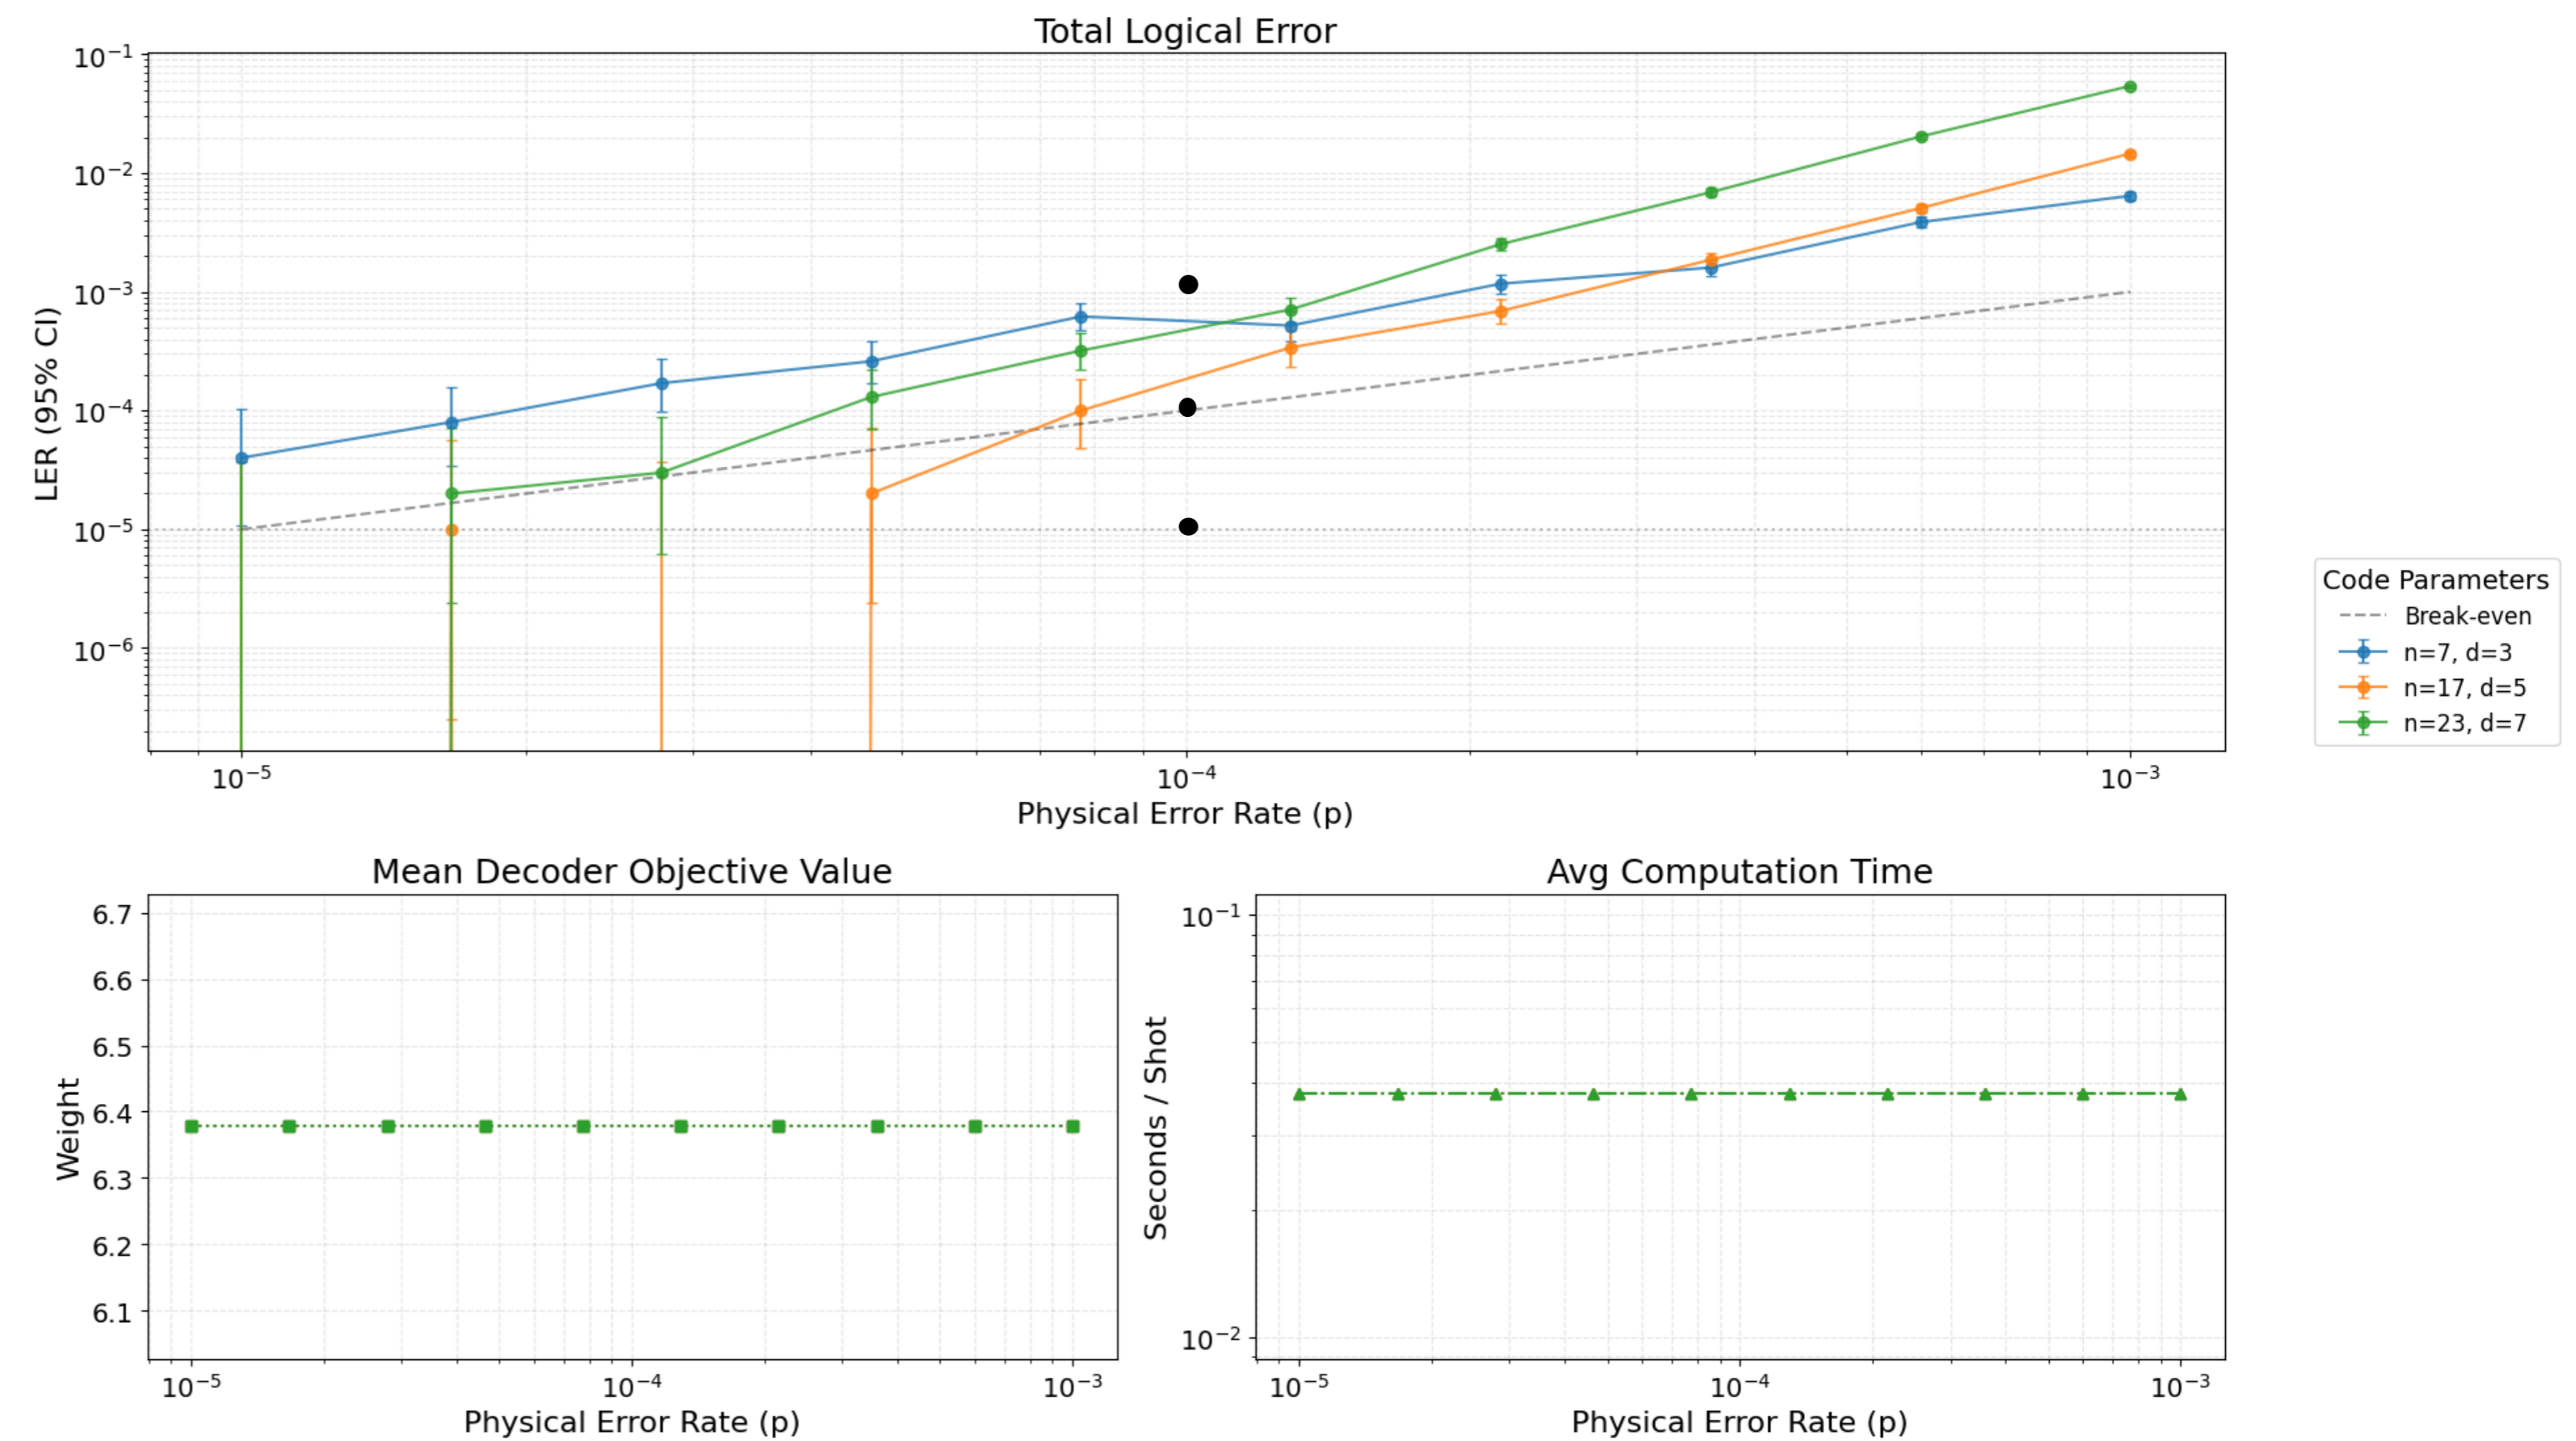 Total Logical Error
LER (95% CI)
10⁻¹
10⁻²
10⁻³
10⁻⁴
10⁻⁵
10⁻⁶
10⁻⁵ 10⁻⁴ 10⁻³
Physical Error Rate (p)
Code Parameters
Break-even
n=7, d=3
n=17, d=5
n=23, d=7
Mean Decoder Objective Value
Weight
6.7
6.6
6.5
6.4
6.3
6.2
6.1
10⁻⁵ 10⁻⁴ 10⁻³
Physical Error Rate (p)
Avg Computation Time
Seconds / Shot
10⁻¹
10⁻²
10⁻⁵ 10⁻⁴ 10⁻³
Physical Error Rate (p)